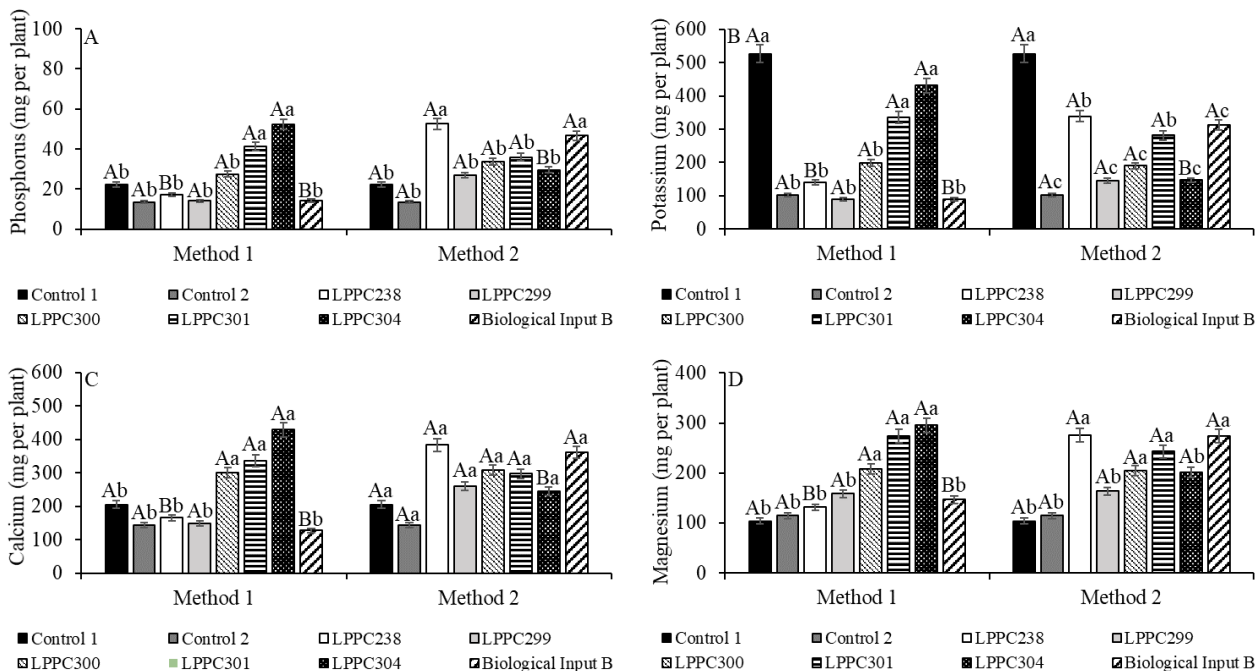 A
Phosphorus (mg per plant)
100
80
60
40
20
0
Ab Ab Bb Ab Ab Aa Aa Bb
Ab Ab Aa Ab Ab Ab Bb Aa
Method 1 Method 2
Control 1 Control 2 LPPC238 LPPC299
LPPC300 LPPC301 LPPC304 Biological Input B
B
Potassium (mg per plant)
600
500
400
300
200
100
0
Aa Ab Bb Ab Ab Aa Aa Bb
Aa Ac Ab Ac Ac Ab Bc Ac
Method 1 Method 2
Control 1 Control 2 LPPC238 LPPC299
LPPC300 LPPC301 LPPC304 Biological Input B
C
Calcium (mg per plant)
600
500
400
300
200
100
0
Ab Ab Bb Ab Aa Aa Aa Bb
Aa Aa Aa Aa Aa Aa Ba Aa
Method 1 Method 2
Control 1 Control 2 LPPC238 LPPC299
LPPC300 LPPC301 LPPC304 Biological Input B
D
Magnesium (mg per plant)
400
300
200
100
0
Ab Ab Bb Ab Aa Aa Aa Bb
Ab Ab Aa Ab Aa Aa Ab Aa
Method 1 Method 2
Control 1 Control 2 LPPC238 LPPC299
LPPC300 LPPC301 LPPC304 Biological Input B